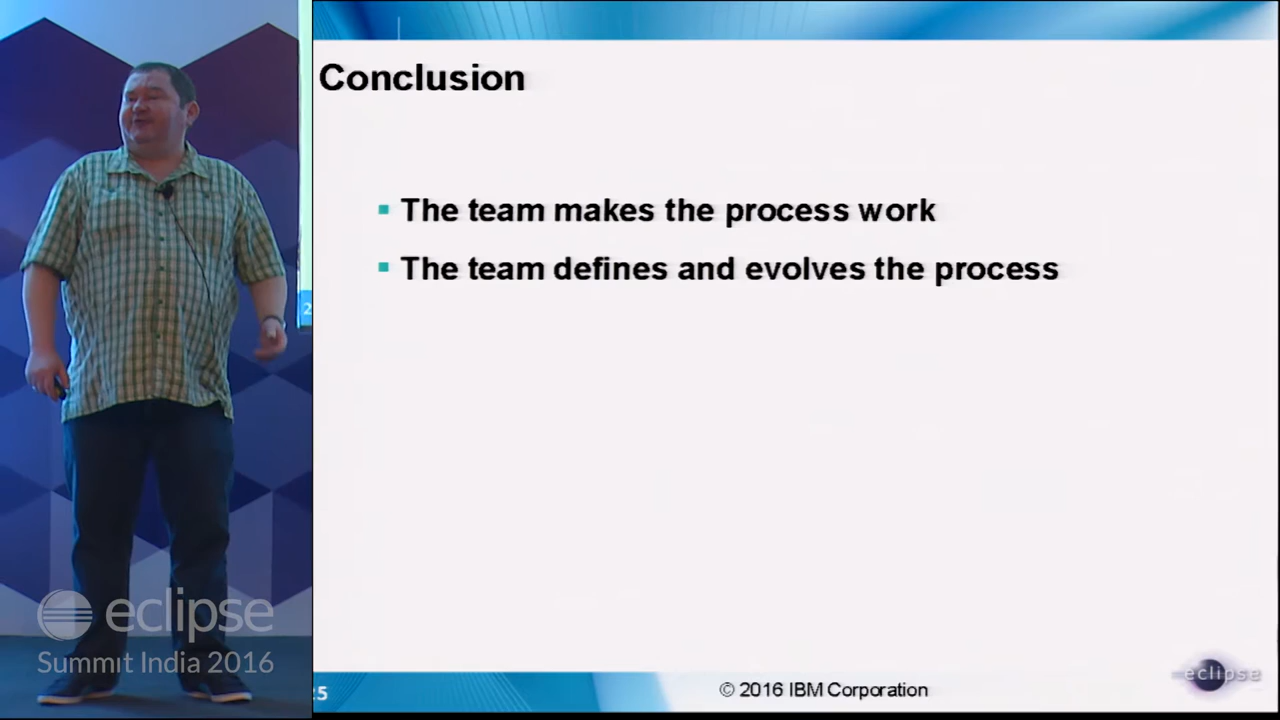 Conclusion
The team makes the process work
The team defines and evolves the process
eclipse
Summit India 2016
© 2016 IBM Corporation
eclipse